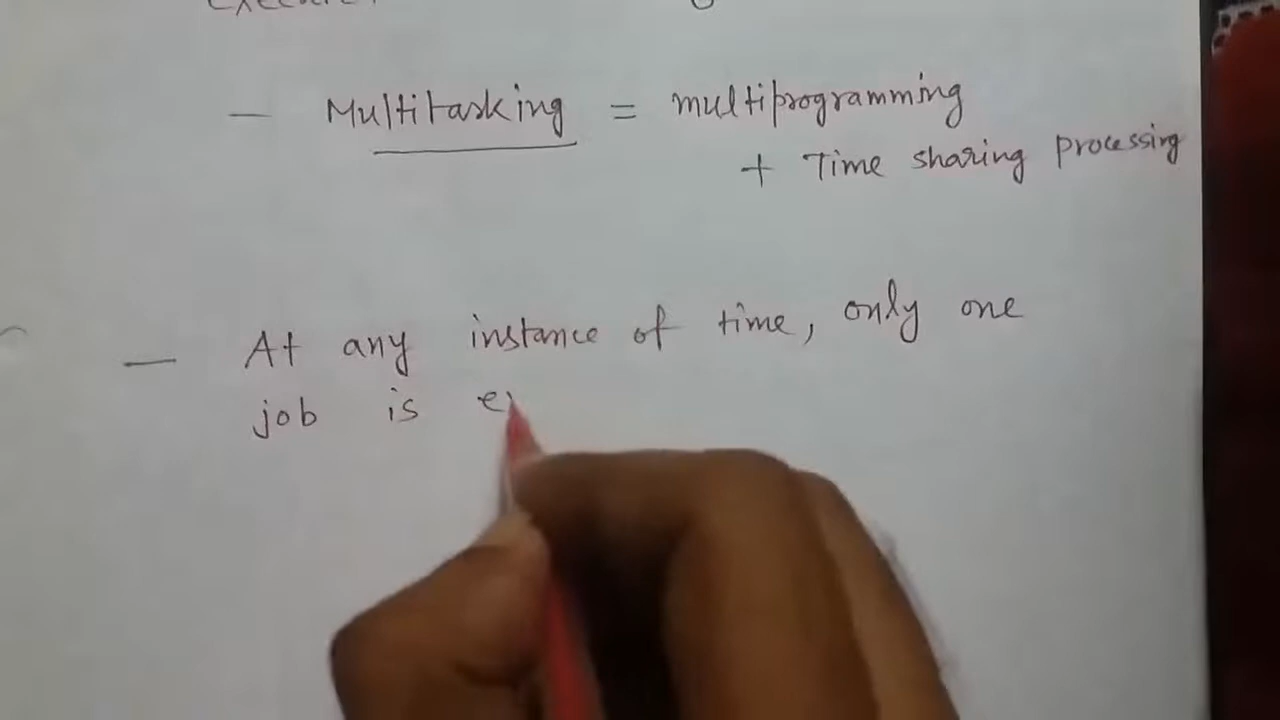 — Multitasking = multiprogramming
+ Time sharing processing
— At any instance of time, only one
job is